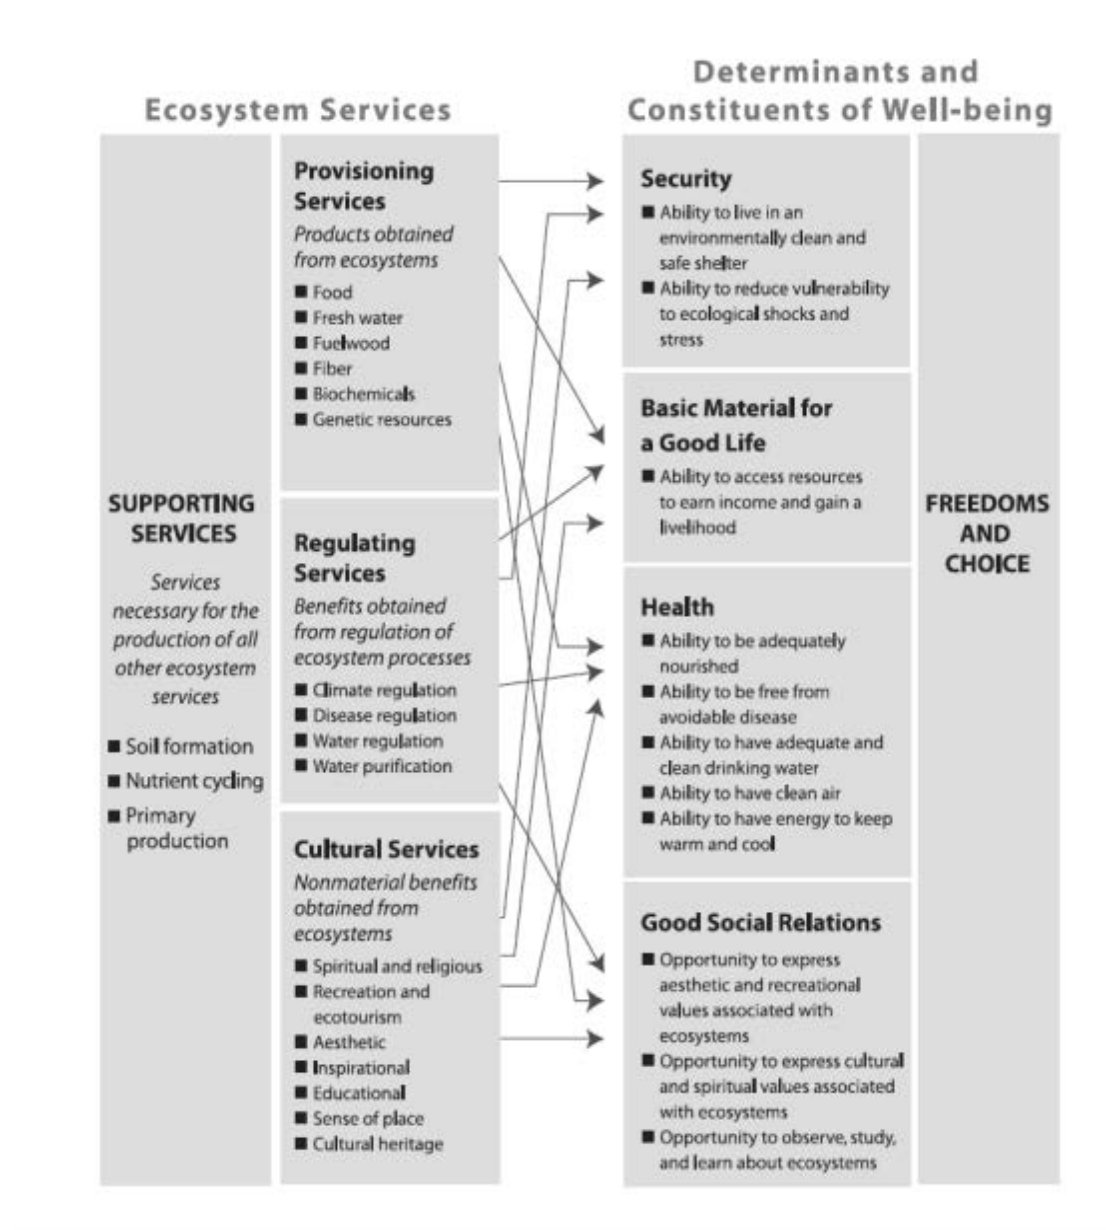 Ecosystem Services
Determinants and
Constituents of Well-being
SUPPORTING
SERVICES
Services
necessary for the
production of all
other ecosystem
services
■ Soil formation
■ Nutrient cycling
■ Primary
production
Provisioning
Services
Products obtained
from ecosystems
■ Food
■ Fresh water
■ Fuelwood
■ Fiber
■ Biochemicals
■ Genetic resources
Regulating
Services
Benefits obtained
from regulation of
ecosystem processes
■ Climate regulation
■ Disease regulation
■ Water regulation
■ Water purification
Cultural Services
Nonmaterial benefits
obtained from
ecosystems
■ Spiritual and religious
■ Recreation and
ecotourism
■ Aesthetic
■ Inspirational
■ Educational
■ Sense of place
■ Cultural heritage
Security
■ Ability to live in an
environmentally clean and
safe shelter
■ Ability to reduce vulnerability
to ecological shocks and
stress
Basic Material for
a Good Life
■ Ability to access resources
to earn income and gain a
livelihood
Health
■ Ability to be adequately
nourished
■ Ability to be free from
avoidable disease
■ Ability to have adequate and
clean drinking water
■ Ability to have clean air
■ Ability to have energy to keep
warm and cool
Good Social Relations
■ Opportunity to express
aesthetic and recreational
values associated with
ecosystems
■ Opportunity to express cultural
and spiritual values associated
with ecosystems
■ Opportunity to observe, study,
and learn about ecosystems
FREEDOMS
AND
CHOICE